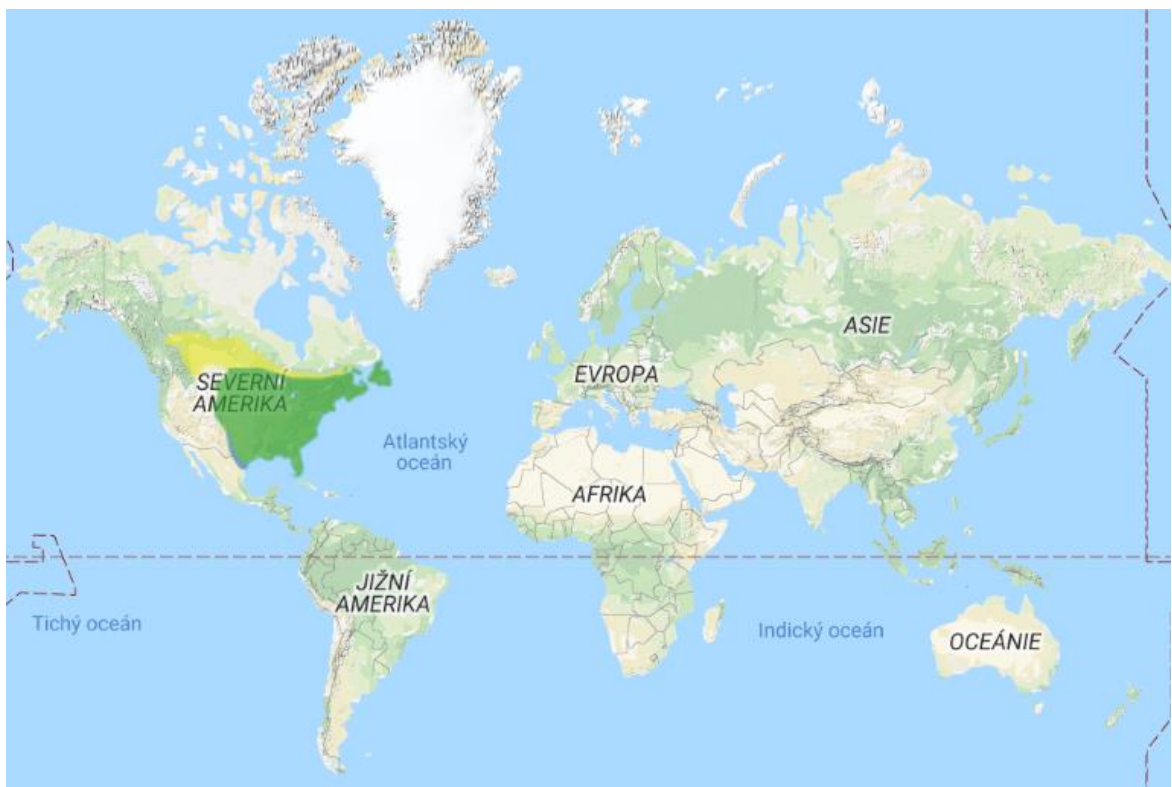 ASIE
EVROPA
SEVERNÍ
AMERIKA
Atlantský
oceán
AFRIKA
JIŽNÍ
AMERIKA
Tichý oceán
Indický oceán
OCEÁNIE